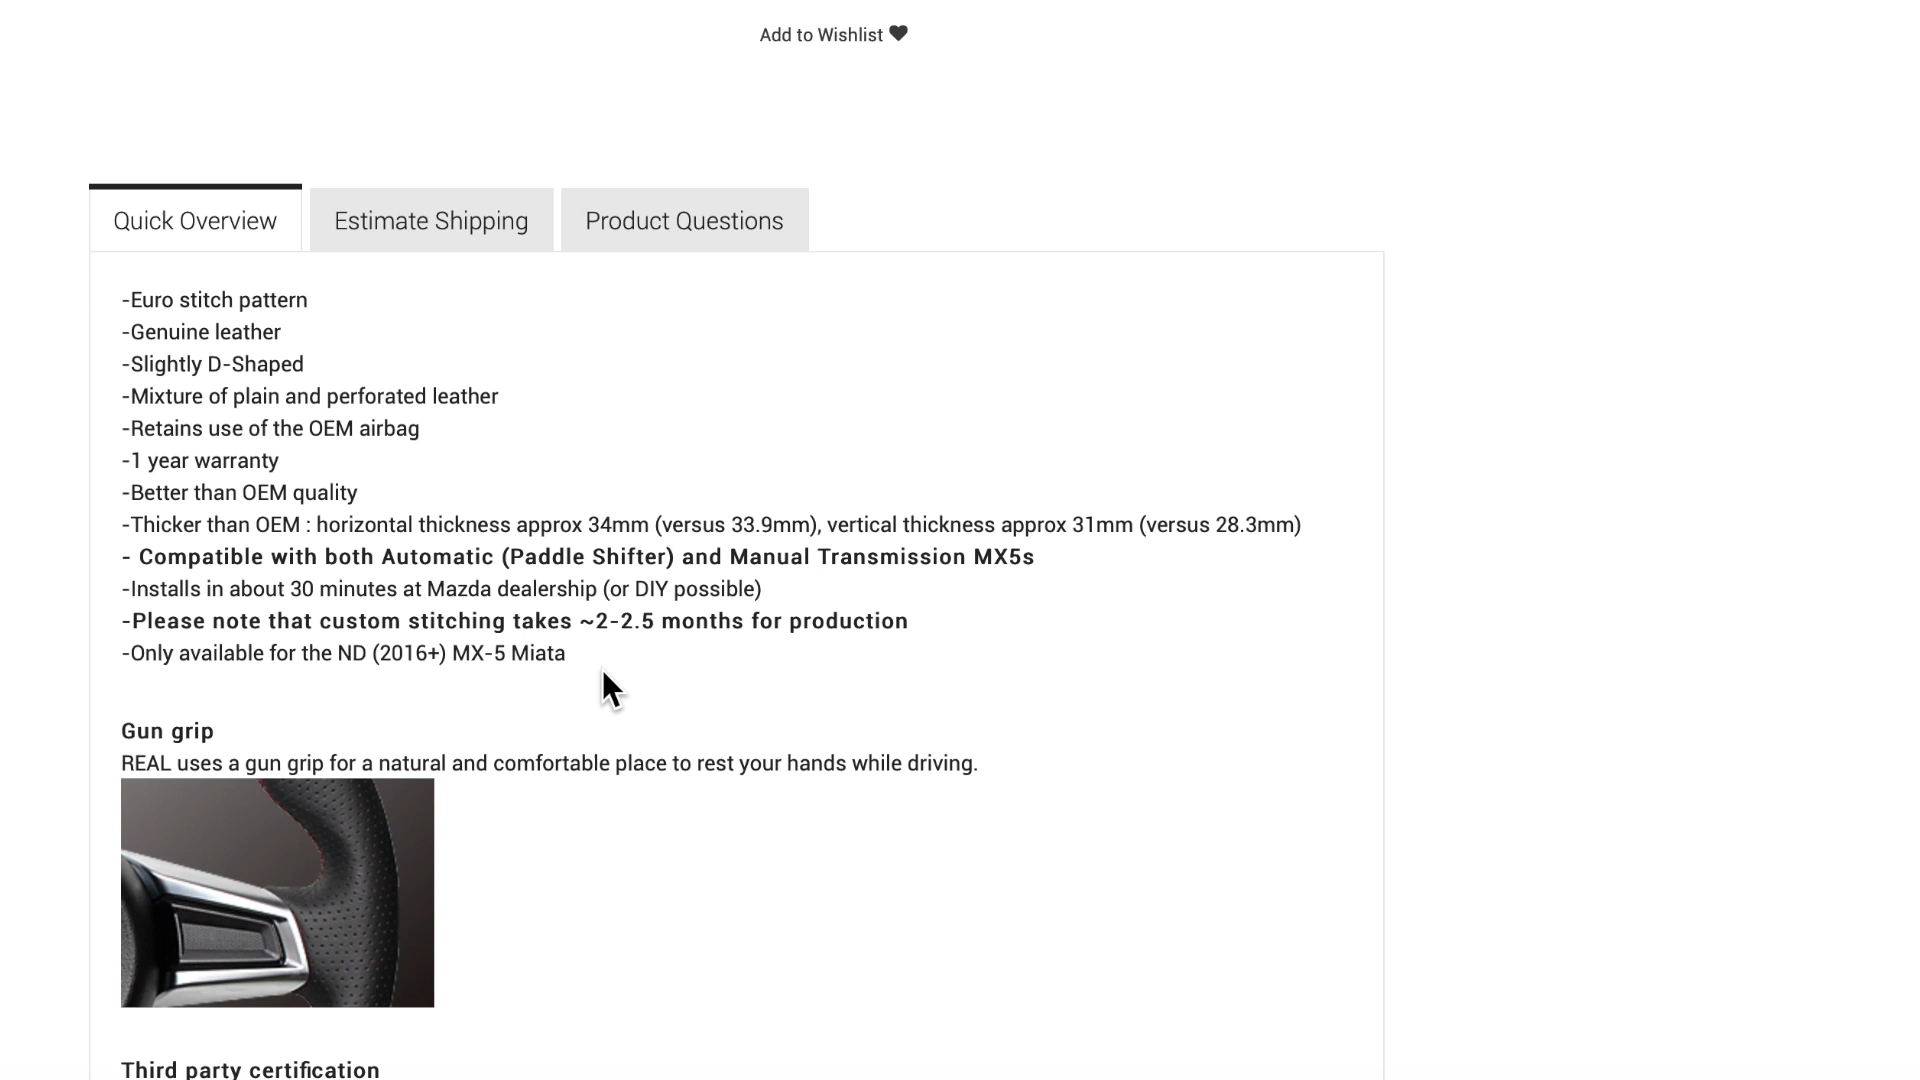 Add to Wishlist
Quick Overview
Estimate Shipping
Product Questions
-Euro stitch pattern
-Genuine leather
-Slightly D-Shaped
-Mixture of plain and perforated leather
-Retains use of the OEM airbag
-1 year warranty
-Better than OEM quality
-Thicker than OEM : horizontal thickness approx 34mm (versus 33.9mm), vertical thickness approx 31mm (versus 28.3mm)
- Compatible with both Automatic (Paddle Shifter) and Manual Transmission MX5s
-Installs in about 30 minutes at Mazda dealership (or DIY possible)
-Please note that custom stitching takes ~2-2.5 months for production
-Only available for the ND (2016+) MX-5 Miata
Gun grip
REAL uses a gun grip for a natural and comfortable place to rest your hands while driving.
Third party certification